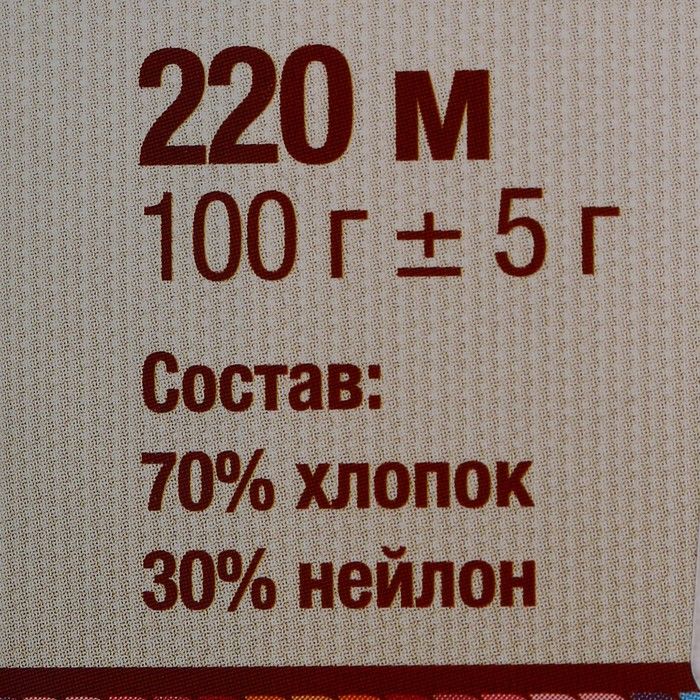 220 м
100 г ± 5 г
Состав:
70% хлопок
30% нейлон